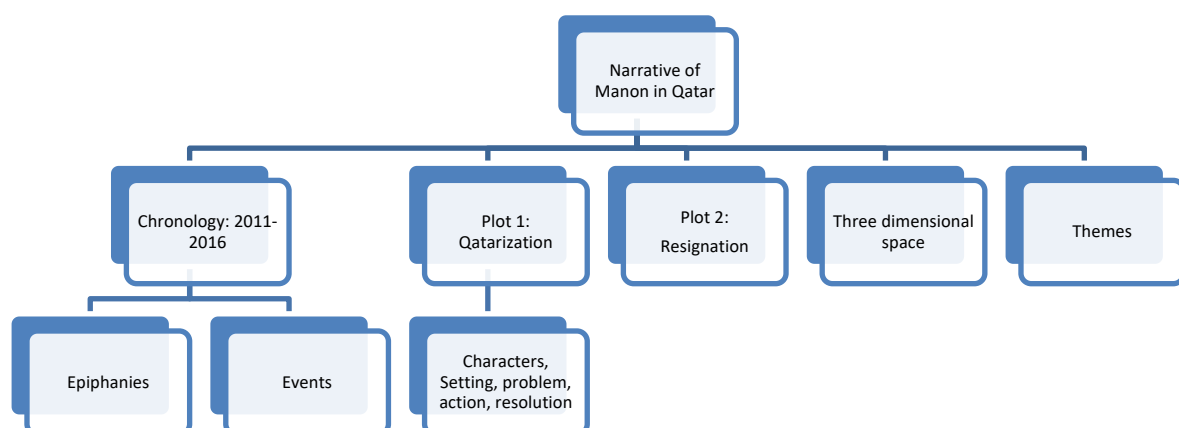 Narrative of
Manon in Qatar
Chronology: 2011-
2016
Plot 1:
Qatarization
Plot 2:
Resignation
Three dimensional
space
Themes
Epiphanies
Events
Characters,
Setting, problem,
action, resolution